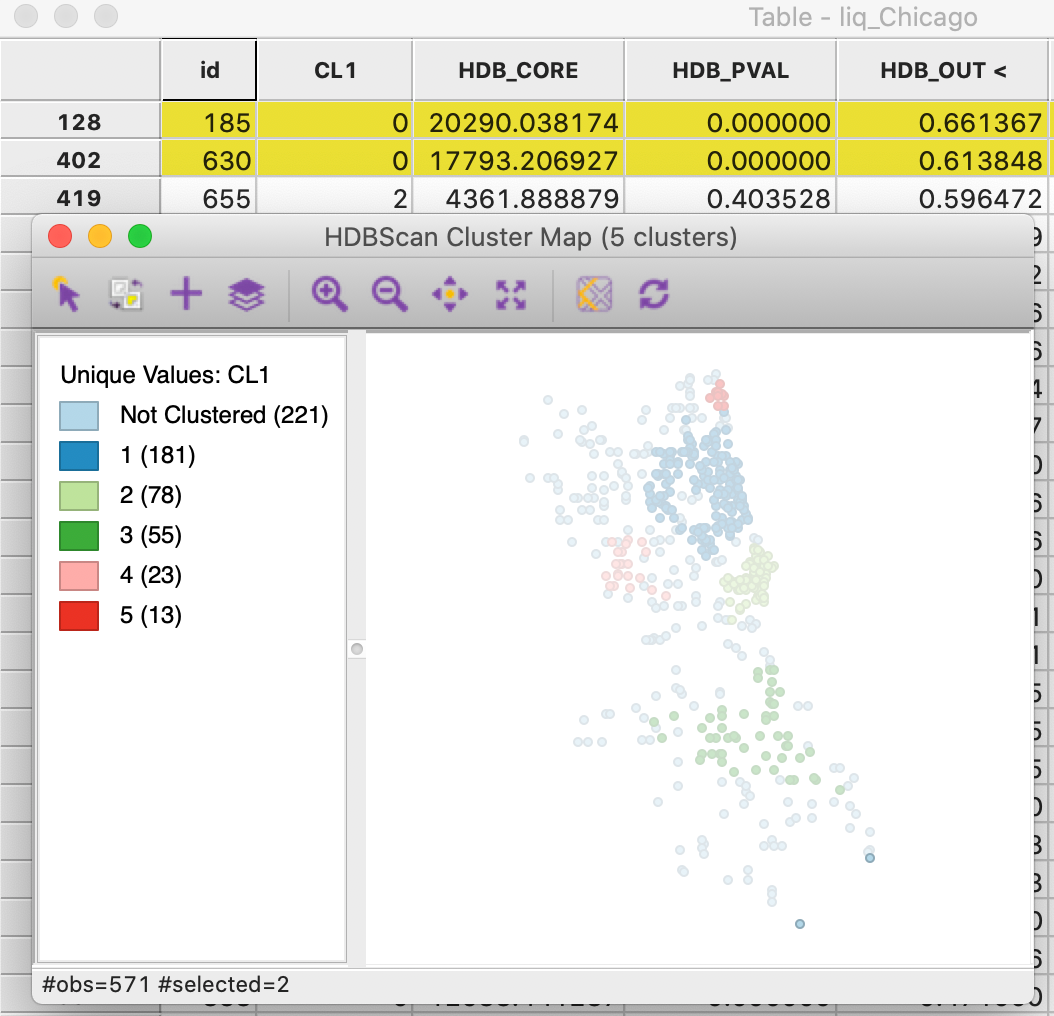 Table - liq_Chicago
id CL1 HDB_CORE HDB_PVAL HDB_OUT <
128 185 0 20290.038174 0.000000 0.661367
402 630 0 17793.206927 0.000000 0.613848
419 655 2 4361.888879 0.403528 0.596472
HDBScan Cluster Map (5 clusters)
Unique Values: CL1
Not Clustered (221)
1 (181)
2 (78)
3 (55)
4 (23)
5 (13)
#obs=571 #selected=2